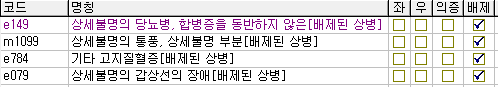 코드 명칭 좌 우 의증 배제
e149 상세불명의 당뇨병, 합병증을 동반하지 않은[배제된 상병]
m1099 상세불명의 통풍, 상세불명 부분[배제된 상병]
e784 기타 고지질혈증[배제된 상병]
e079 상세불명의 갑상선의 장애[배제된 상병]